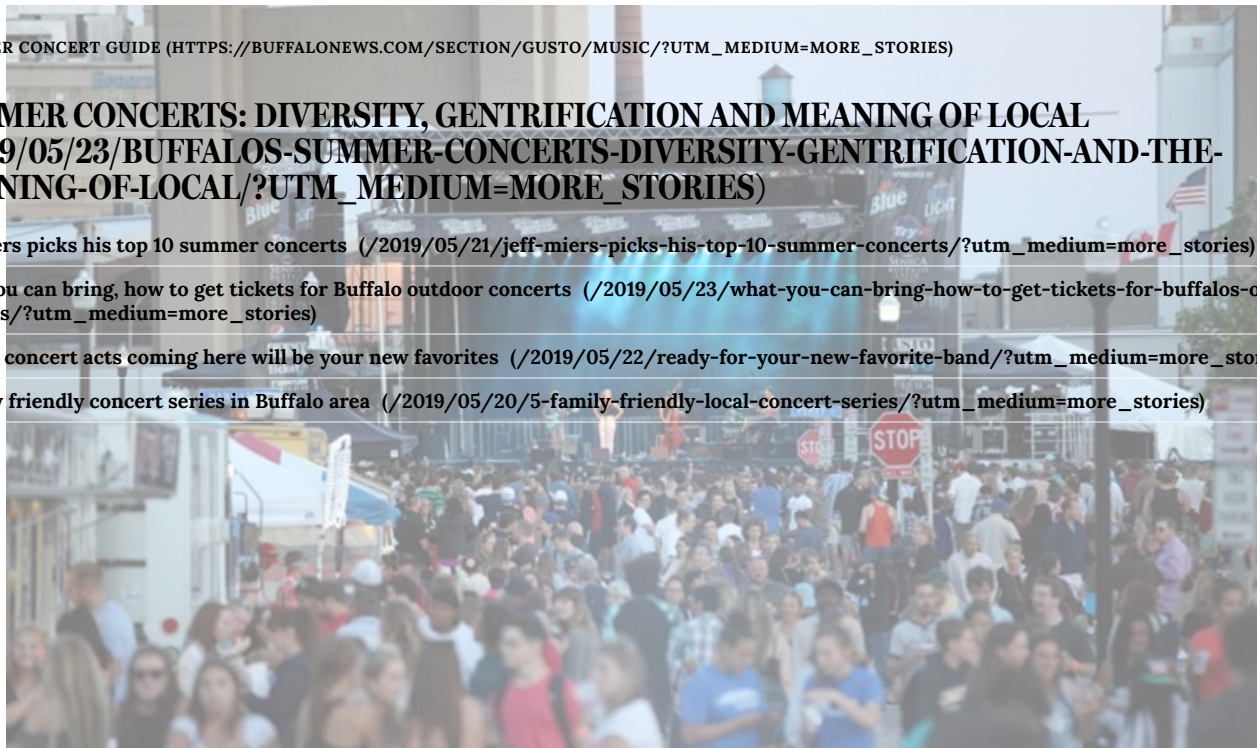 R CONCERT GUIDE (HTTPS://BUFFALONEWS.COM/SECTION/GUSTO/MUSIC/?UTM_MEDIUM=MORE_STORIES)
MER CONCERTS: DIVERSITY, GENTRIFICATION AND MEANING OF LOCAL
9/05/23/BUFFALOS-SUMMER-CONCERTS-DIVERSITY-GENTRIFICATION-AND-THE-
NING-OF-LOCAL/?UTM_MEDIUM=MORE_STORIES)
Blue
LIGHT
Blue
LIGHT
Try
ers picks his top 10 summer concerts (/2019/05/21/jeff-miers-picks-his-top-10-summer-concerts/?utm_medium=more_stories)
ou can bring, how to get tickets for Buffalo outdoor concerts (/2019/05/23/what-you-can-bring-how-to-get-tickets-for-buffalos-o
s/?utm_medium=more_stories)
concert acts coming here will be your new favorites (/2019/05/22/ready-for-your-new-favorite-band/?utm_medium=more_sto
y friendly concert series in Buffalo area (/2019/05/20/5-family-friendly-local-concert-series/?utm_medium=more_stories)
STOP
STOP